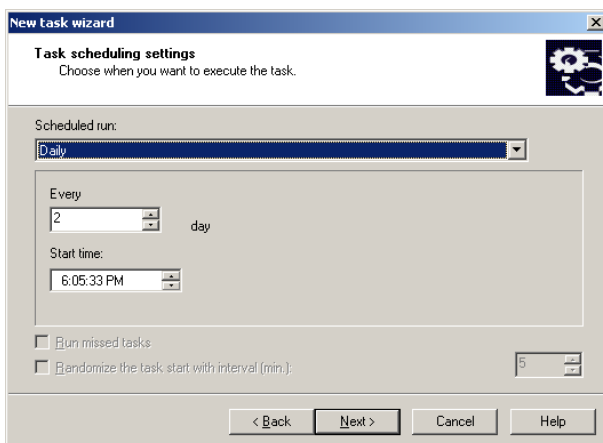 New task wizard
Task scheduling settings
Choose when you want to execute the task.
Scheduled run:
Daily
Every
2
day
Start time:
6:05:33 PM
Run missed tasks
Randomize the task start with interval (min.):
5
< Back
Next >
Cancel
Help